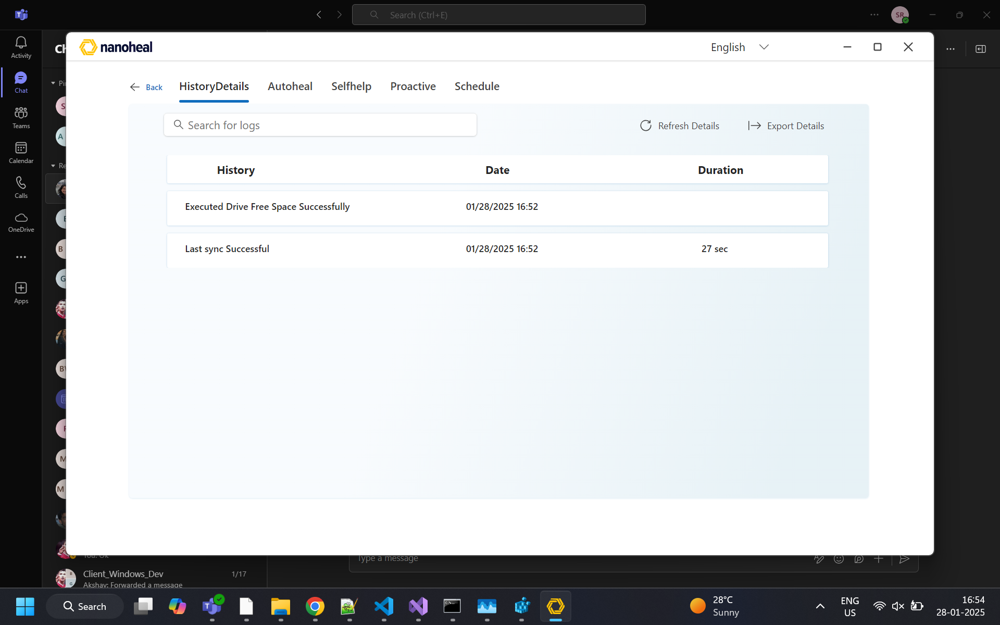 Search (Ctrl+E)
SR
Activity
Chat
Teams
Calendar
Calls
OneDrive
Apps
nanoheal
English
Back
HistoryDetails
Autoheal
Selfhelp
Proactive
Schedule
Search for logs
Refresh Details
Export Details
History Date Duration
Executed Drive Free Space Successfully 01/28/2025 16:52
Last sync Successful 01/28/2025 16:52 27 sec
Type a message
You: Ok
Client_Windows_Dev 1/17
Akshay: Forwarded a message
Search
28°C
Sunny
ENG
US
16:54
28-01-2025